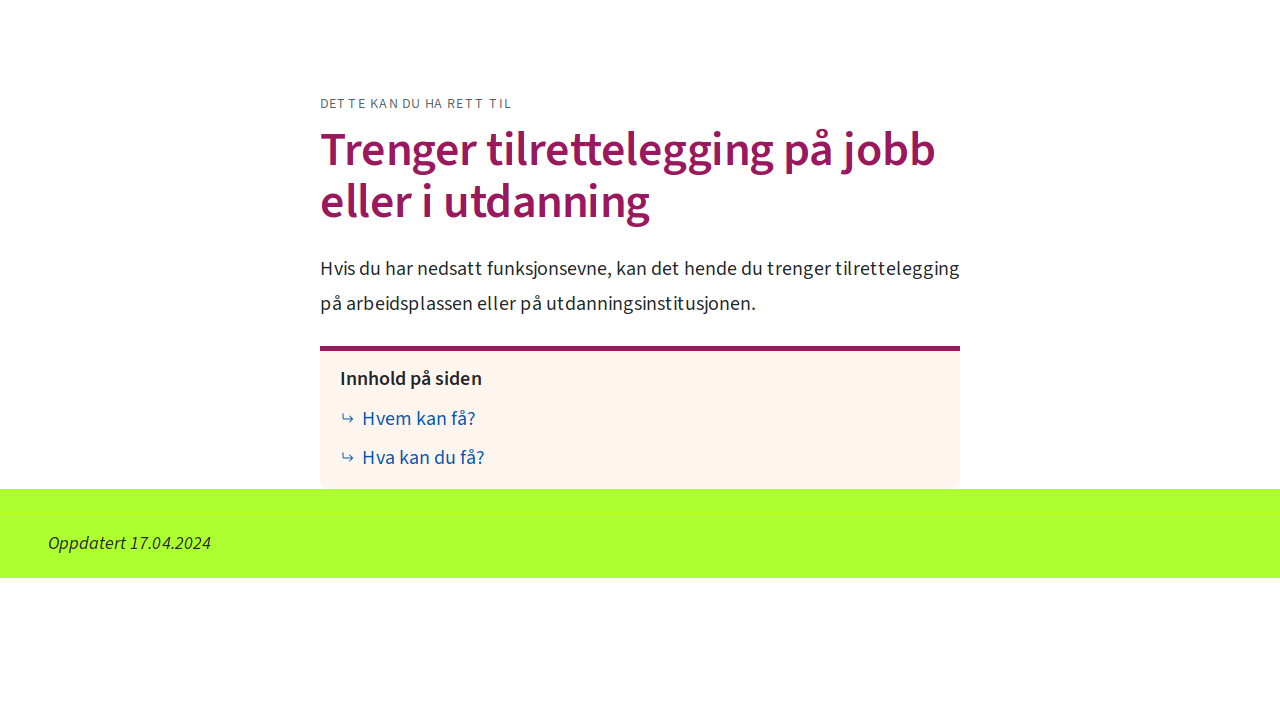 DETTE KAN DU HA RETT TIL
Trenger tilrettelegging på jobb
eller i utdanning
Hvis du har nedsatt funksjonsevne, kan det hende du trenger tilrettelegging
på arbeidsplassen eller på utdanningsinstitusjonen.
Innhold på siden
Hvem kan få?
Hva kan du få?
Oppdatert 17.04.2024